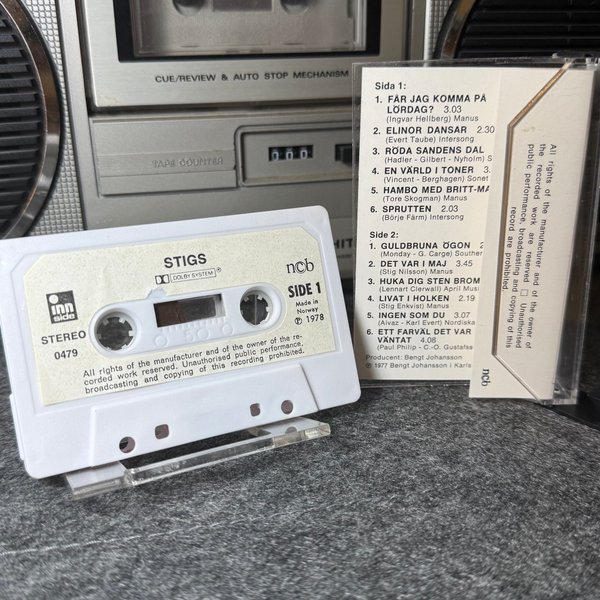 CUE/REVIEW & AUTO STOP MECHANISM
TAPE COUNTER
000
HIT
STIGS
DOLBY SYSTEM
ncb
inn
side
STEREO
0479
SIDE 1
Made in
Norway
℗ 1978
All rights of the manufacturer and of the owner of the re-
corded work reserved. Unauthorised public performance,
broadcasting and copying of this recording prohibited.
Side 1:
1. FÅR JAG KOMMA PÅ
LÖRDAG? 3.03
(Ingvar Hellberg) Manus
2. ELINOR DANSAR 2.30
(Evert Taube) Intersong
3. RÖDA SANDENS DAL
(Hadler - Gilbert - Nyholm) S
4. EN VÄRLD I TONER 3.
(Vincent - Berghagen) Sonet
5. HAMBO MED BRITT-MA
(Tore Skogman) Manus
6. SPRUTTEN 2.03
(Börje Färm) Intersong
Side 2:
1. GULDBRUNA ÖGON 2
(Monday - G. Carge) Souther
2. DET VAR I MAJ 3.45
(Stig Nilsson) Manus
3. HUKA DIG STEN BROM
(Lennart Clerwall) April Musi
4. LIVAT I HOLKEN 2.19
(Stig Enkvist) Manus
5. INGEN SOM DU 3.07
(Aivaz - Karl Evert) Nordiska
6. ETT FARVÄL DET VAR
VÄNTAT 4.08
(Paul Philip - C.-O. Gustafss
Producent: Bengt Johansson
℗ 1977 Bengt Johansson i Karls
All rights of the manufacturer and of the owner of
the recorded work are reserved □ Unauthorised
public performance, broadcasting and copying of this
record are prohibited
ncb